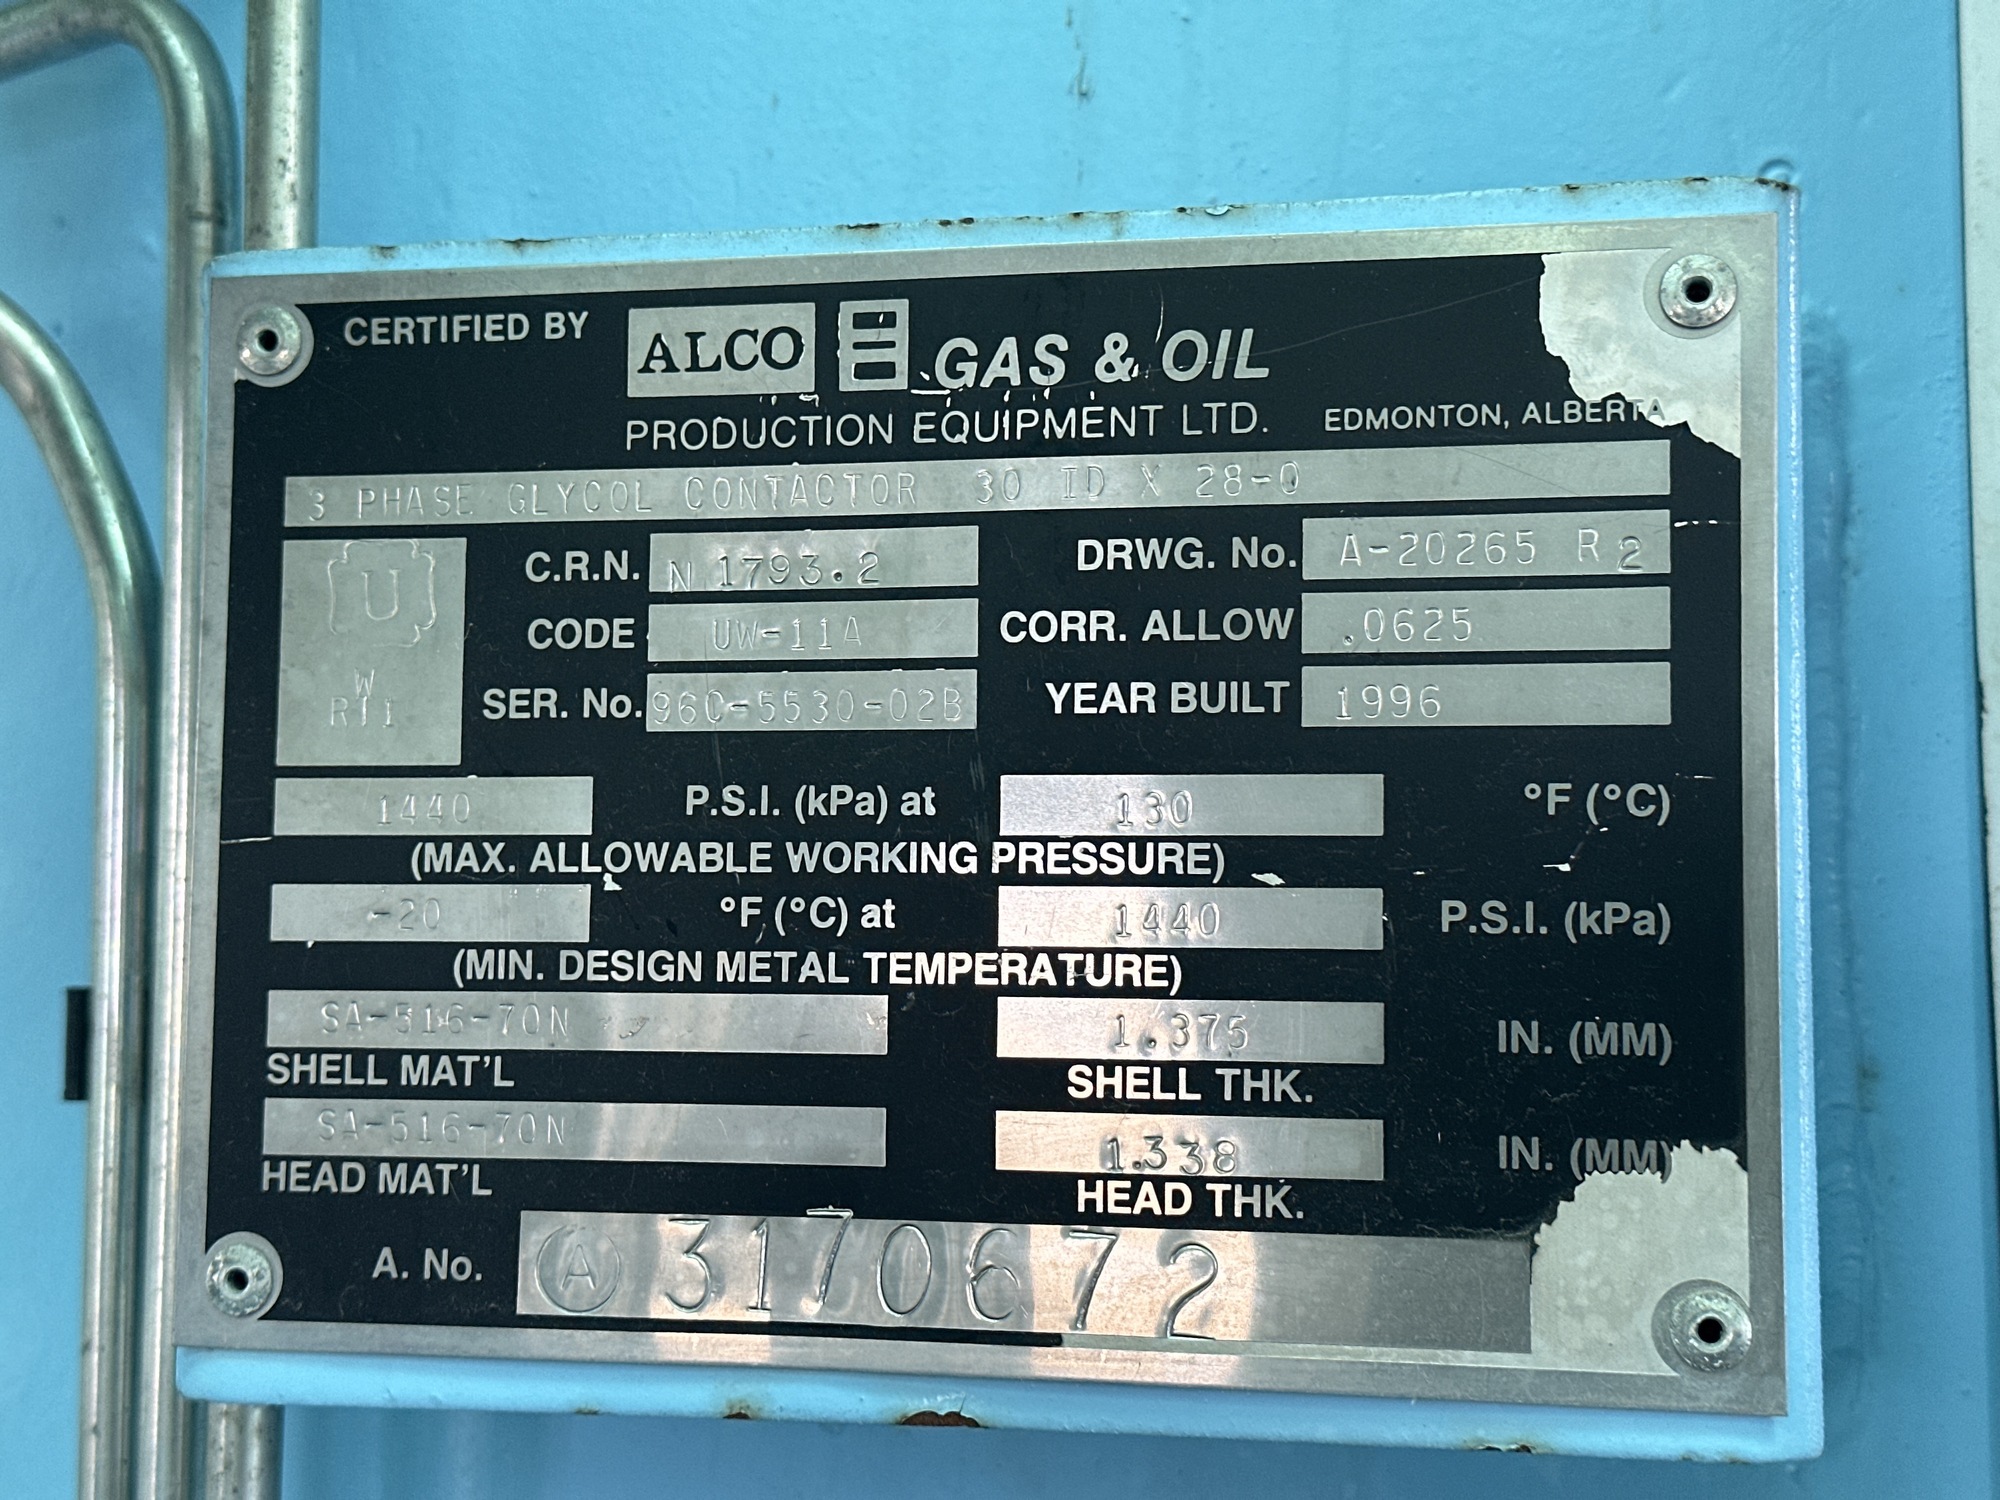 CERTIFIED BY ALCO GAS & OIL
PRODUCTION EQUIPMENT LTD. EDMONTON, ALBERTA
3 PHASE GLYCOL CONTACTOR 30 ID X 28-0
U
W
RT1
C.R.N. N 1793.2 DRWG. No. A-20265 R2
CODE UW-11A CORR. ALLOW .0625
SER. No. 96C-5530-02B YEAR BUILT 1996
1440 P.S.I. (kPa) at 130 °F (°C)
(MAX. ALLOWABLE WORKING PRESSURE)
-20 °F (°C) at 1440 P.S.I. (kPa)
(MIN. DESIGN METAL TEMPERATURE)
SA-516-70N 1.375 IN. (MM)
SHELL MAT'L SHELL THK.
SA-516-70N 1.338 IN. (MM)
HEAD MAT'L HEAD THK.
A. No. A 3170672